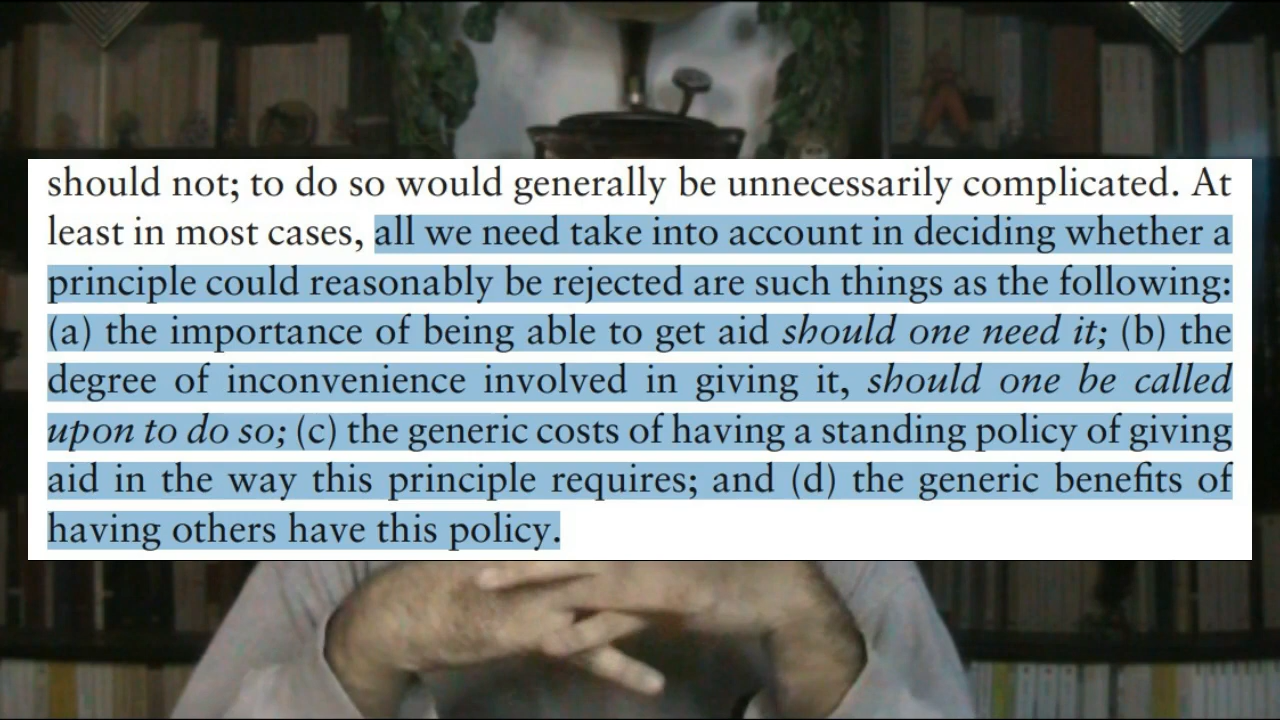 should not; to do so would generally be unnecessarily complicated. At
least in most cases, all we need take into account in deciding whether a
principle could reasonably be rejected are such things as the following:
(a) the importance of being able to get aid should one need it; (b) the
degree of inconvenience involved in giving it, should one be called
upon to do so; (c) the generic costs of having a standing policy of giving
aid in the way this principle requires; and (d) the generic benefits of
having others have this policy.